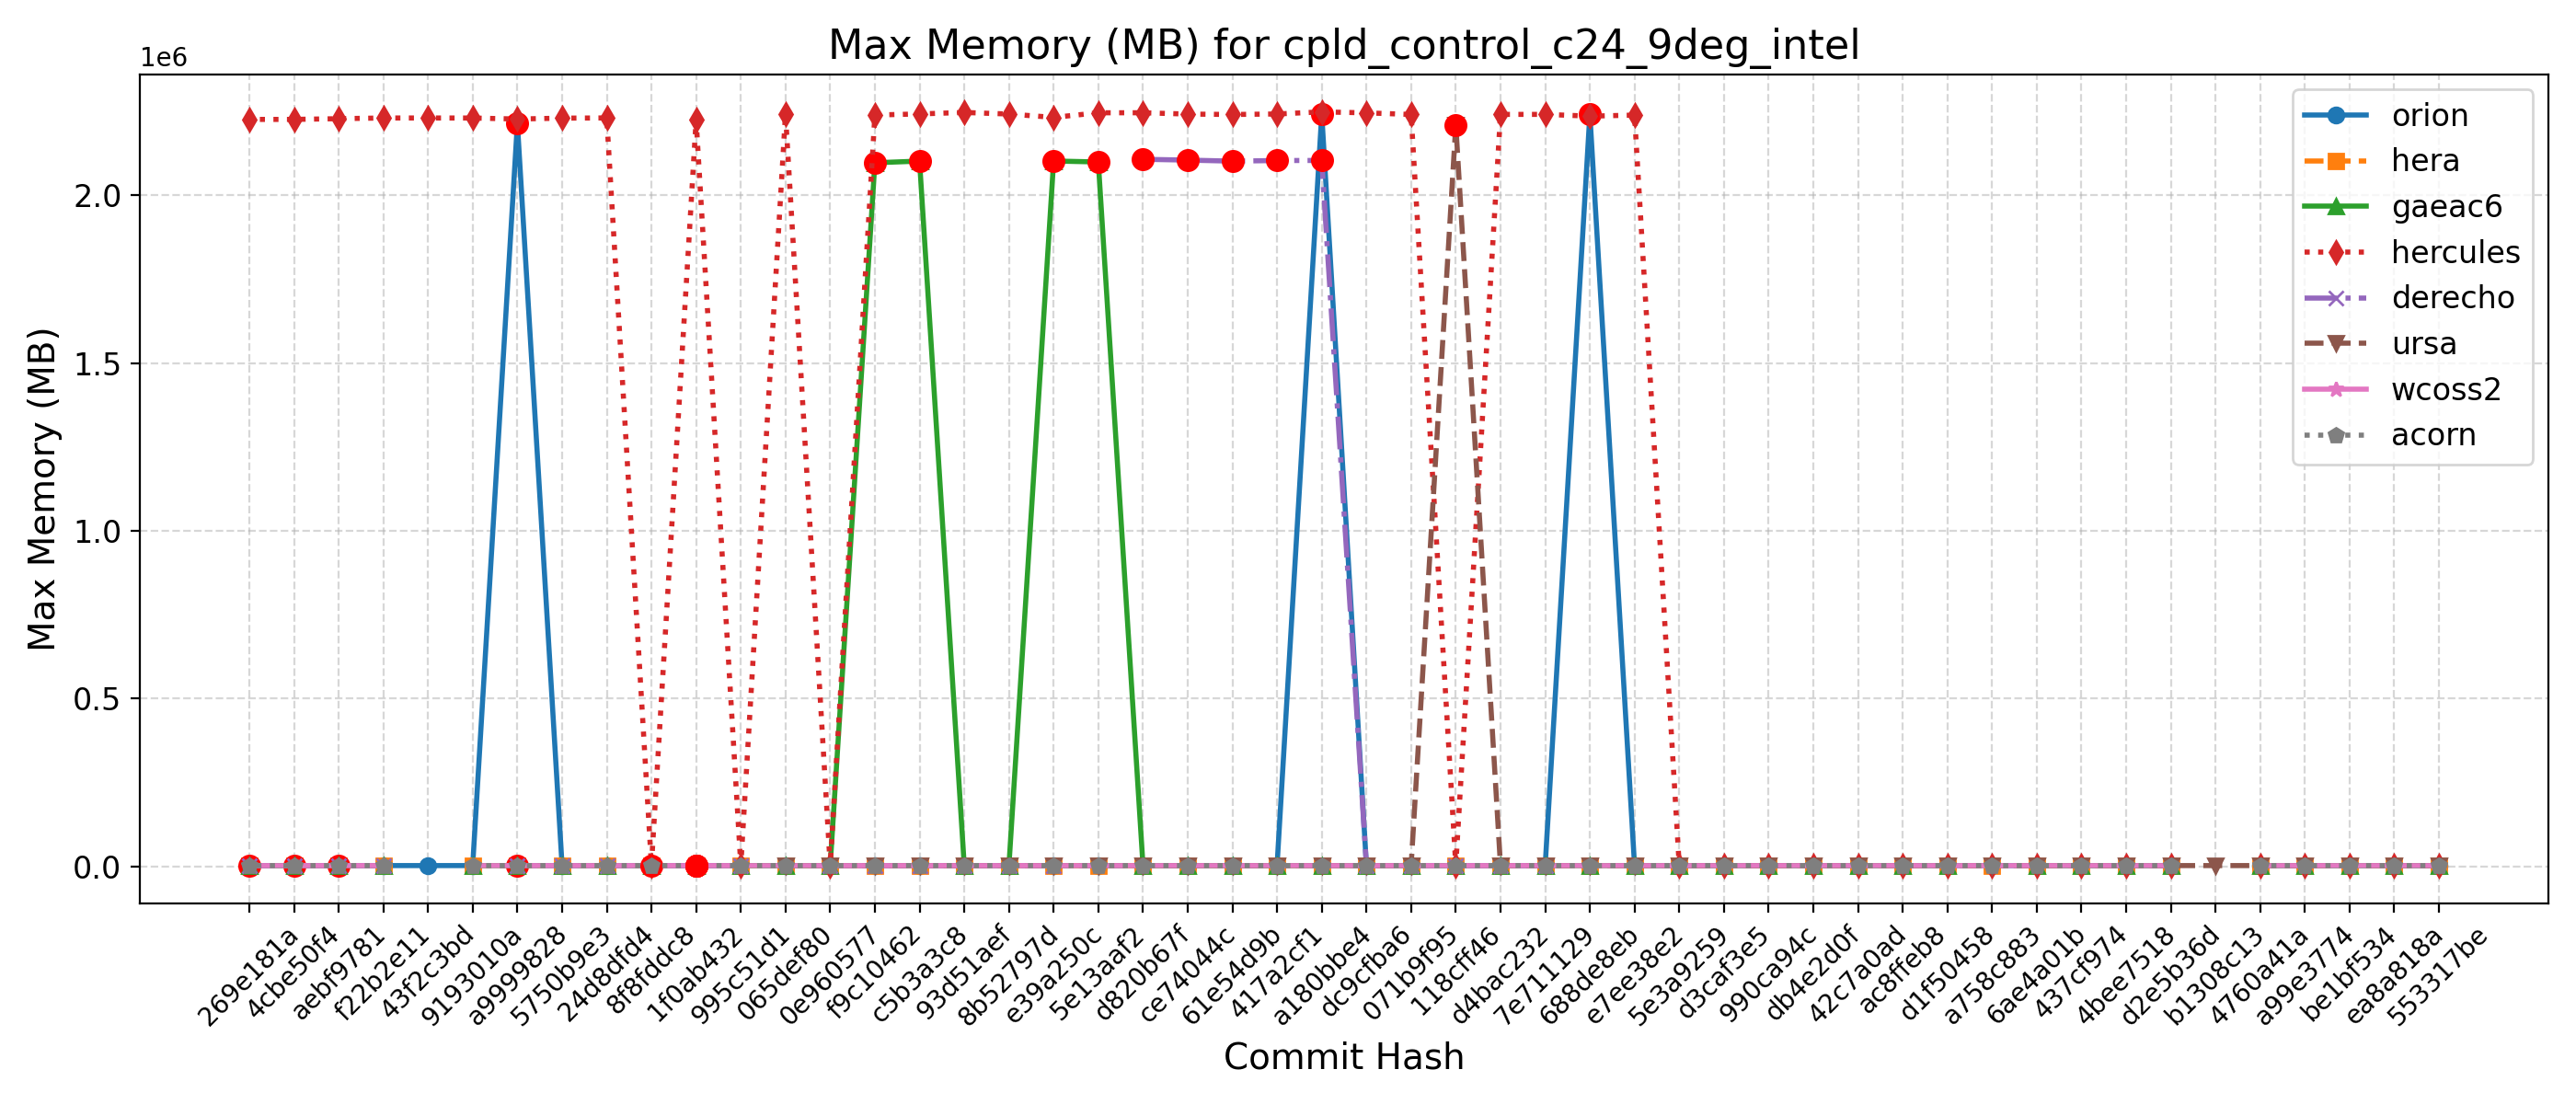 Max Memory (MB) for cpld_control_c24_9deg_intel
1e6
Max Memory (MB)
2.0
1.5
1.0
0.5
0.0
orion
hera
gaeac6
hercules
derecho
ursa
wcoss2
acorn
269e181a
4cbe50f4
aebf9781
f22b2e11
43f2c3bd
9193010a
a9999828
5750b9e3
24d8dfd4
8f8fddc8
1f0ab432
995c51d1
065def80
0e960577
f9c10462
c5b3a3c8
93d51aef
8b52797d
e39a250c
5e13aaf2
d820b67f
ce74044c
61e54d9b
417a2cf1
a180bbe4
dc9cfba6
071b9f95
118cff46
d4bac232
7e711129
688de8eb
e7ee38e2
5e3a9259
d3caf3e5
990ca94c
db4e2d0f
42c7a0ad
ac8ffeb8
d1f50458
a758c883
6ae4a01b
437cf974
4bee7518
d2e5b36d
b1308c13
4760a41a
a99e3774
be1bf534
ea8a818a
553317be
Commit Hash